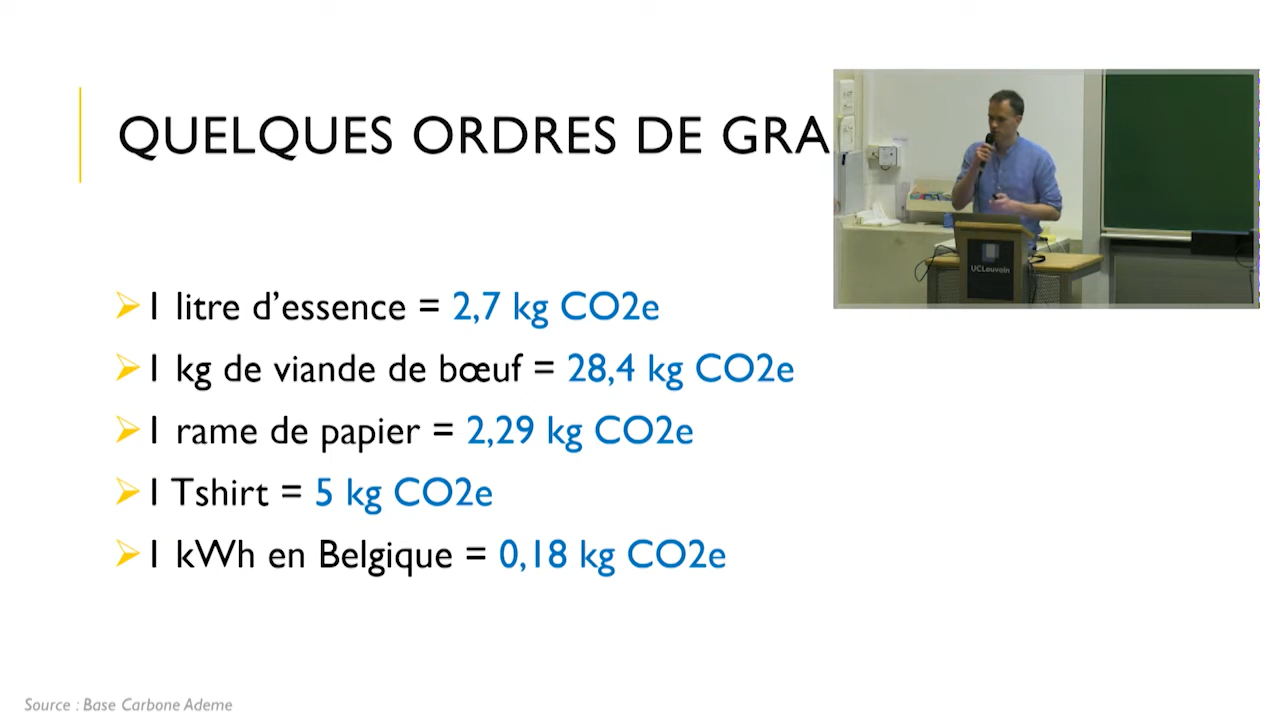 QUELQUES ORDRES DE GRA
UCLouvain
1 litre d’essence = 2,7 kg CO2e
1 kg de viande de bœuf = 28,4 kg CO2e
1 rame de papier = 2,29 kg CO2e
1 Tshirt = 5 kg CO2e
1 kWh en Belgique = 0,18 kg CO2e
Source : Base Carbone Ademe